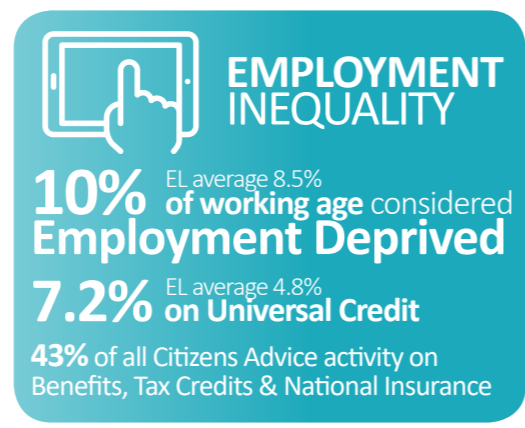 EMPLOYMENT
INEQUALITY
10% EL average 8.5%
of working age considered
Employment Deprived
7.2% EL average 4.8%
on Universal Credit
43% of all Citizens Advice activity on
Benefits, Tax Credits & National Insurance